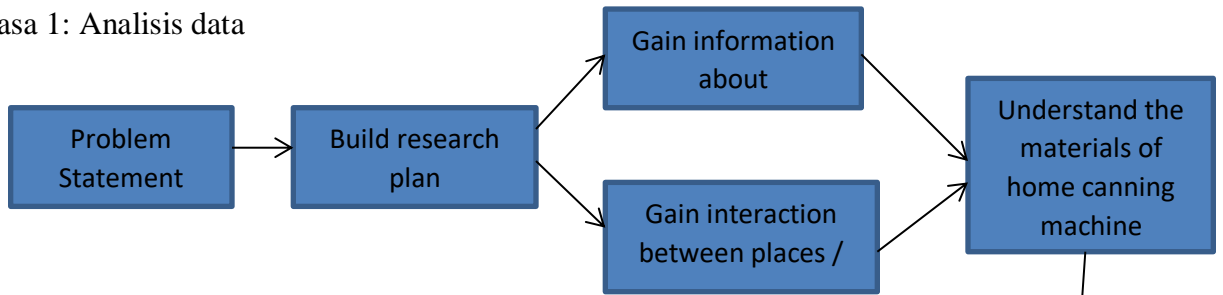 asa 1: Analisis data
Problem
Statement
Build research
plan
Gain information
about
Gain interaction
between places /
Understand the
materials of
home canning
machine